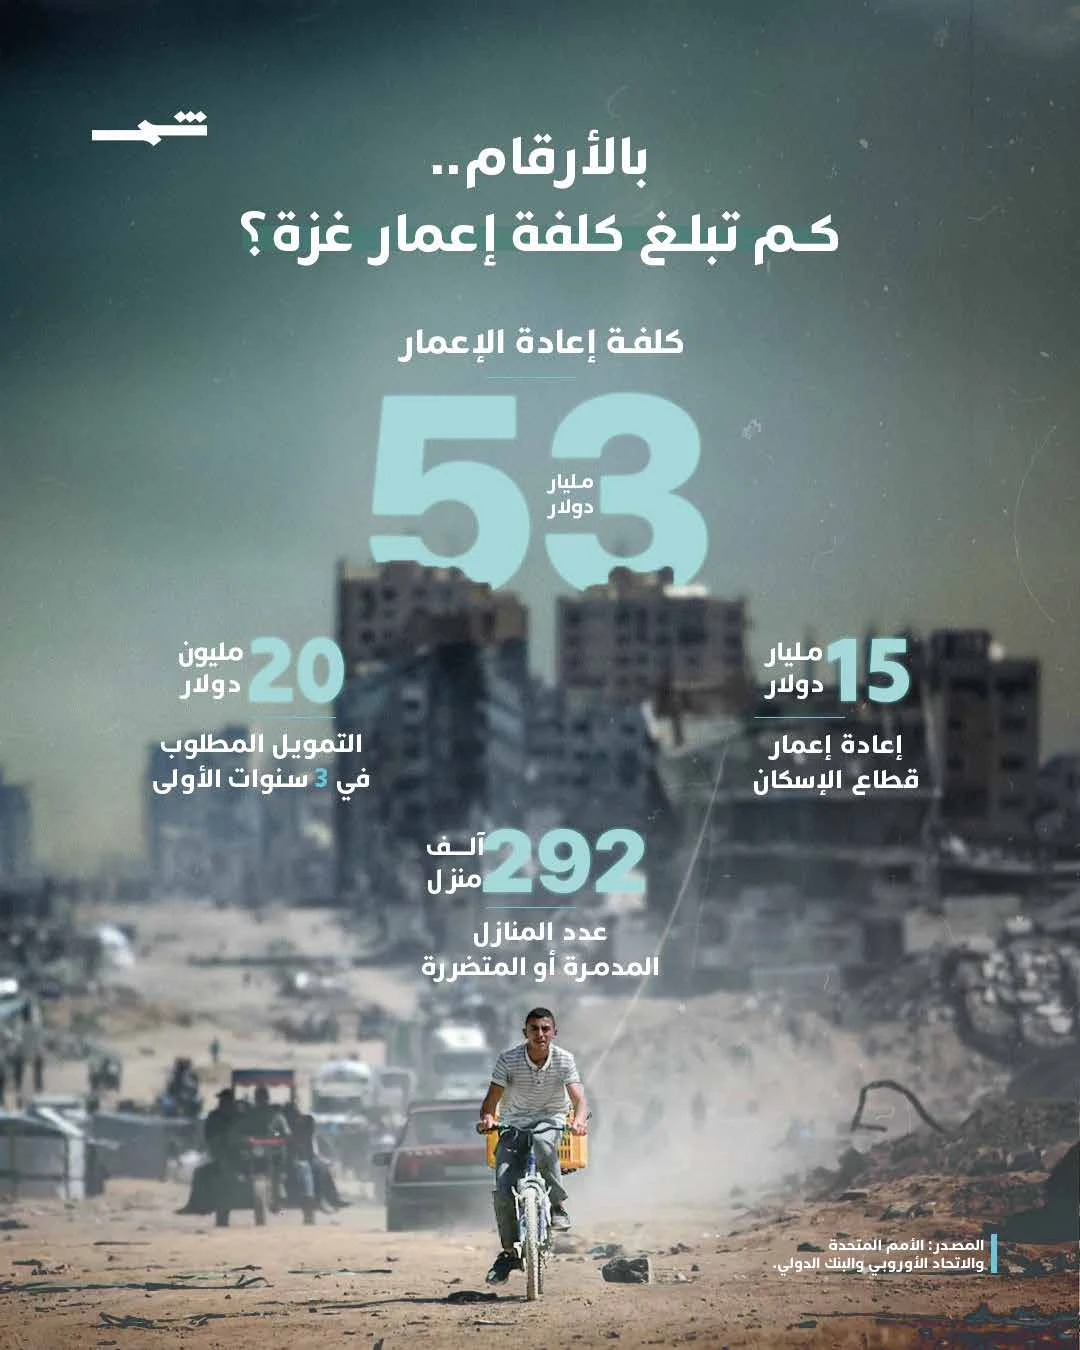 بالأرقام..
كم تبلغ كلفة إعمار غزة؟
كلفة إعادة الإعمار
53 مليار
دولار
15 مليار
دولار
إعادة إعمار
قطاع الإسكان
20 مليون
دولار
التمويل المطلوب
في 3 سنوات الأولى
292 آلــف
منزل
عدد المنازل
المدمرة أو المتضررة
المصدر: الأمم المتحدة
والاتحاد الأوروبي والبنك الدولي.